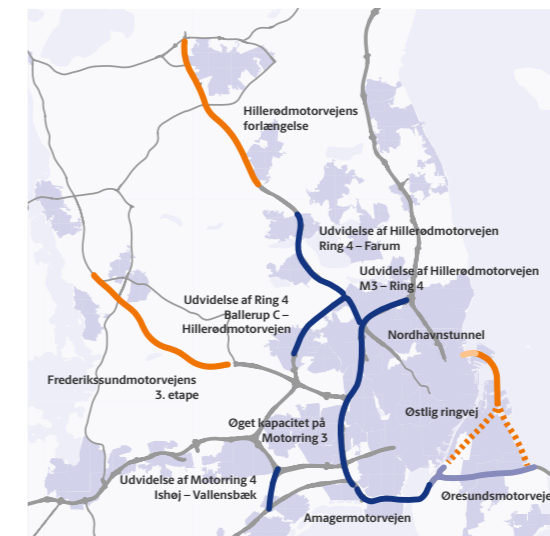 Hillerødmotorvejens
forlængelse
Udvidelse af Hillerødmotorvejen
Ring 4 – Farum
Udvidelse af Hillerødmotorvejen
M3 – Ring 4
Udvidelse af Ring 4
Ballerup C –
Hillerødmotorvejen
Nordhavnstunnel
Frederikssundmotorvejens
3. etape
Østlig ringvej
Øget kapacitet på
Motorring 3
Udvidelse af Motorring 4
Ishøj – Vallensbæk
Øresundsmotorveje
Amagermotorvejen